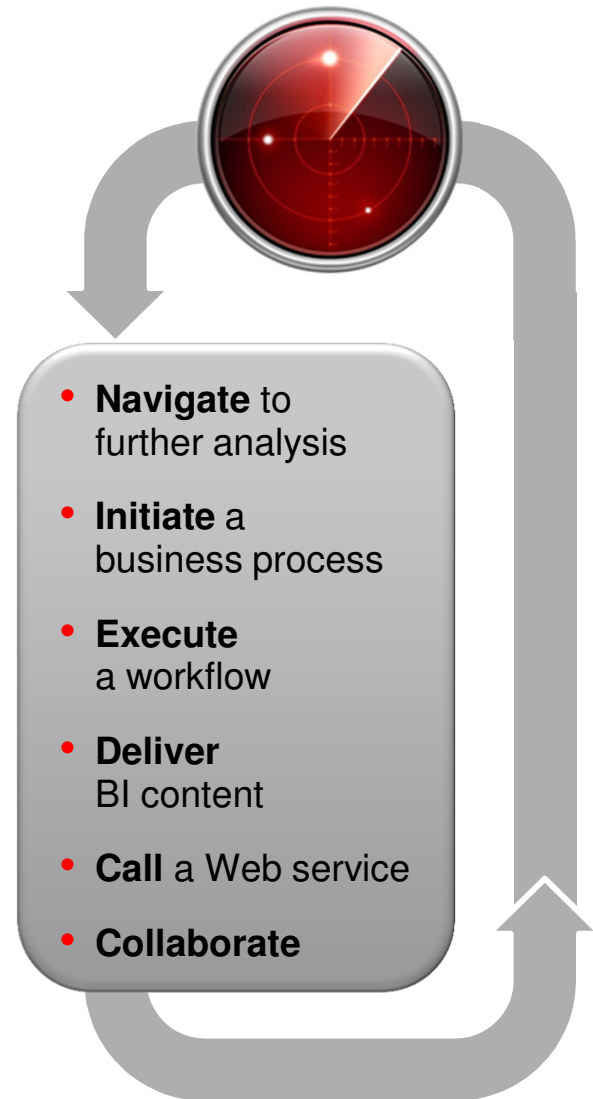 • Navigate to
further analysis
• Initiate a
business process
• Execute
a workflow
• Deliver
BI content
• Call a Web service
• Collaborate